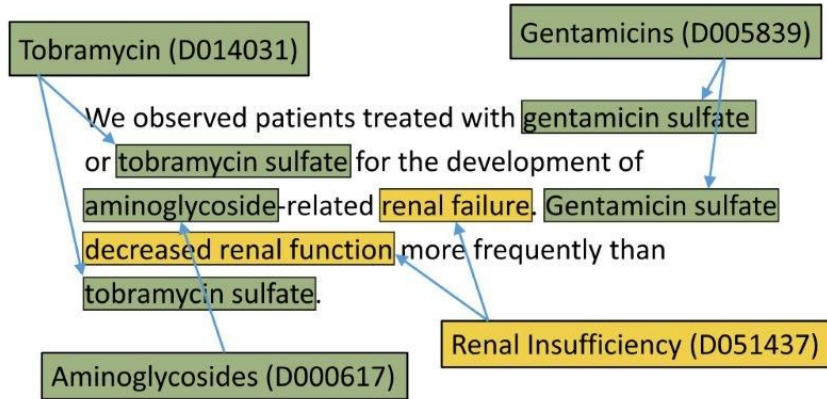 Tobramycin (D014031)
Gentamicins (D005839)
We observed patients treated with gentamicin sulfate
or tobramycin sulfate for the development of
aminoglycoside-related renal failure. Gentamicin sulfate
decreased renal function more frequently than
tobramycin sulfate.
Renal Insufficiency (D051437)
Aminoglycosides (D000617)